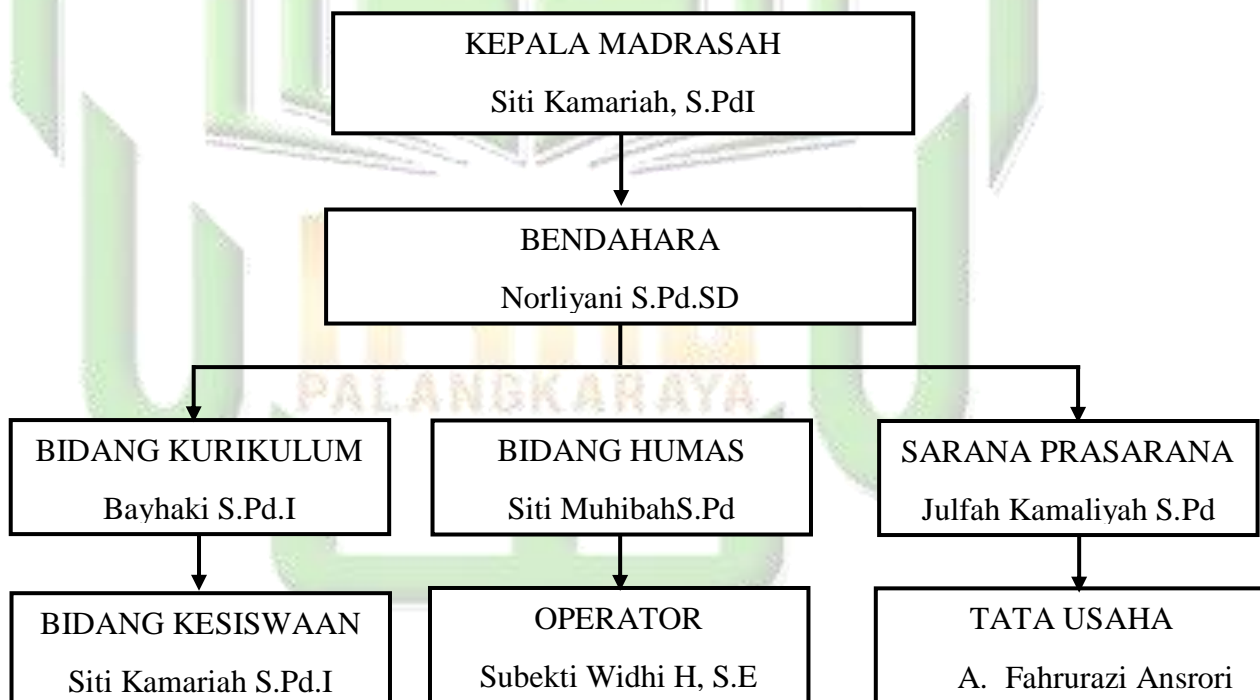 KEPALA MADRASAH
Siti Kamariah, S.PdI
BENDAHARA
Norliyani S.Pd.SD
PALANGKARAYA
BIDANG KURIKULUM
Bayhaki S.Pd.I
BIDANG HUMAS
Siti MuhibahS.Pd
SARANA PRASARANA
Julfah Kamaliyah S.Pd
BIDANG KESISWAAN
Siti Kamariah S.Pd.I
OPERATOR
Subekti Widhi H, S.E
TATA USAHA
A. Fahrurazi Ansrori